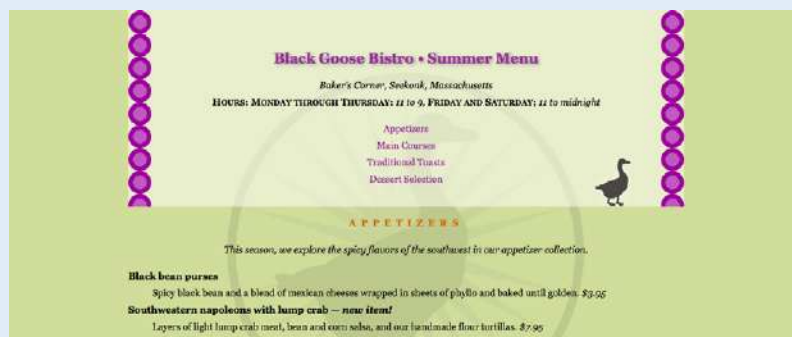 Black Goose Bistro • Summer Menu
Baker's Corner, Seekonk, Massachusetts
HOURS: MONDAY THROUGH THURSDAY: 11 to 9, FRIDAY AND SATURDAY; 11 to midnight
Appetizers
Main Courses
Traditional Toasts
Dessert Selection
APPETIZERS
This season, we explore the spicy flavors of the southwest in our appetizer collection.
Black bean purses
Spicy black bean and a blend of mexican cheeses wrapped in sheets of phyllo and baked until golden. $3.95
Southwestern napoleons with lump crab — new item!
Layers of light lump crab meat, bean and corn salsa, and our handmade flour tortillas. $7.95